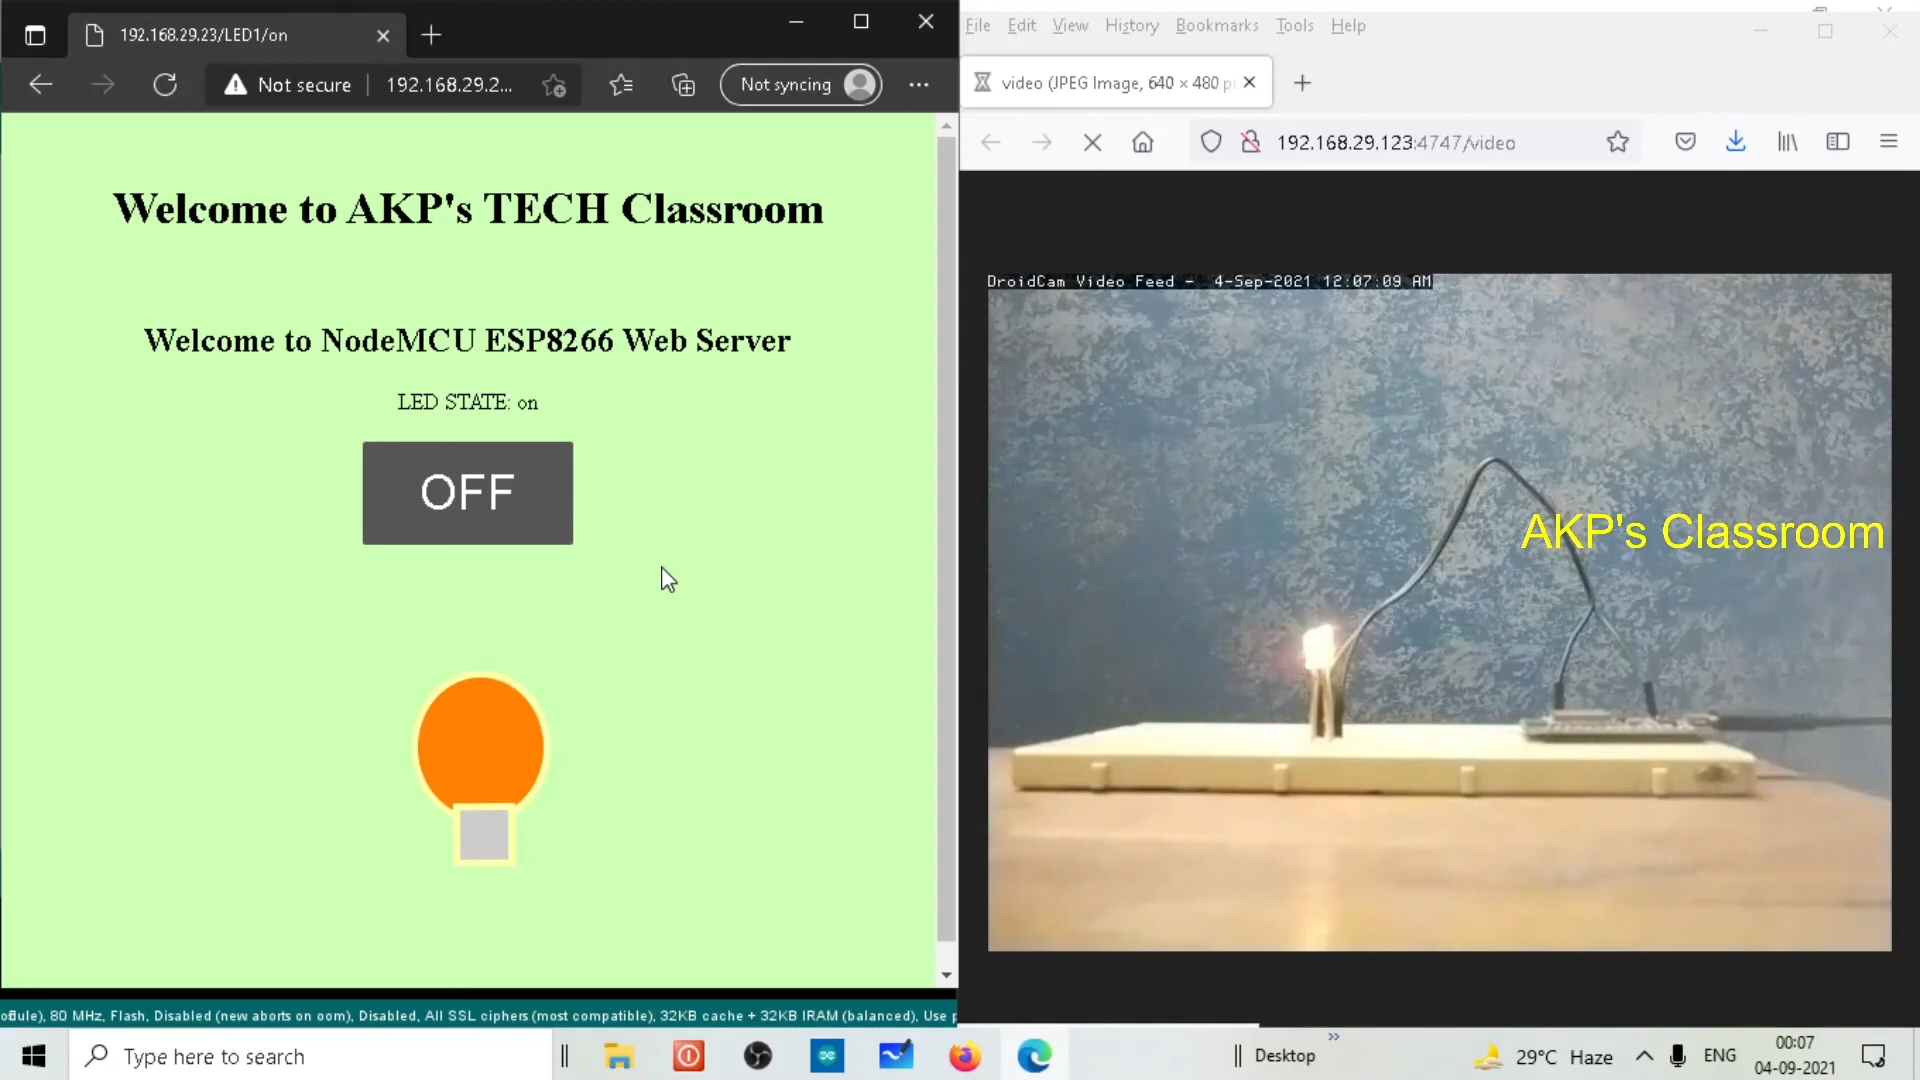 192.168.29.23/LED1/on
Not secure
192.168.29.2...
Not syncing
Welcome to AKP's TECH Classroom
Welcome to NodeMCU ESP8266 Web Server
LED STATE: on
OFF
File Edit View History Bookmarks Tools Help
video (JPEG Image, 640 × 480 pi
192.168.29.123:4747/video
DroidCam Video Feed - 4-Sep-2021 12:07:09 AM
AKP's Classroom
80 MHz, Flash, Disabled (new aborts on oom), Disabled, All SSL ciphers (most compatible), 32KB cache + 32KB IRAM (balanced), Use
Type here to search
Desktop
29°C Haze
ENG
00:07
04-09-2021